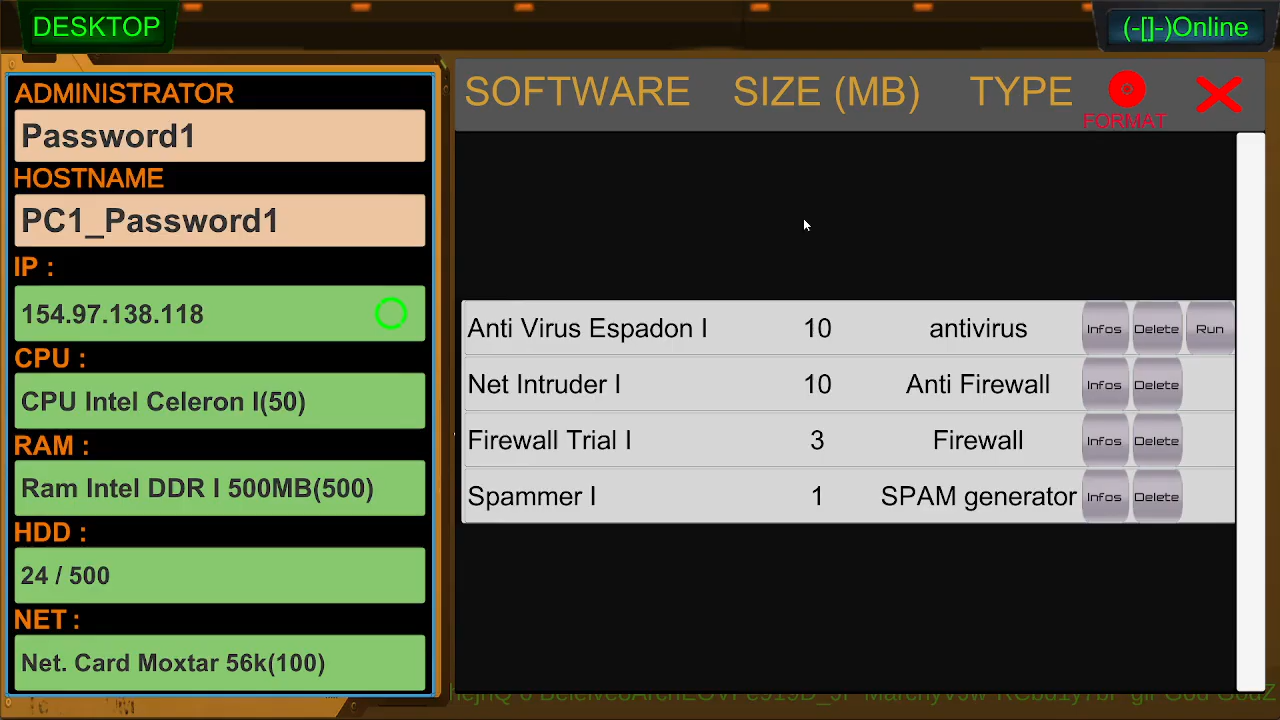 DESKTOP
(-[]-)Online
ADMINISTRATOR
Password1
HOSTNAME
PC1_Password1
IP :
154.97.138.118
CPU :
CPU Intel Celeron I(50)
RAM :
Ram Intel DDR I 500MB(500)
HDD :
24 / 500
NET :
Net. Card Moxtar 56k(100)
SOFTWARE SIZE (MB) TYPE FORMAT
Anti Virus Espadon I 10 antivirus Infos Delete Run
Net Intruder I 10 Anti Firewall Infos Delete
Firewall Trial I 3 Firewall Infos Delete
Spammer I 1 SPAM generator Infos Delete